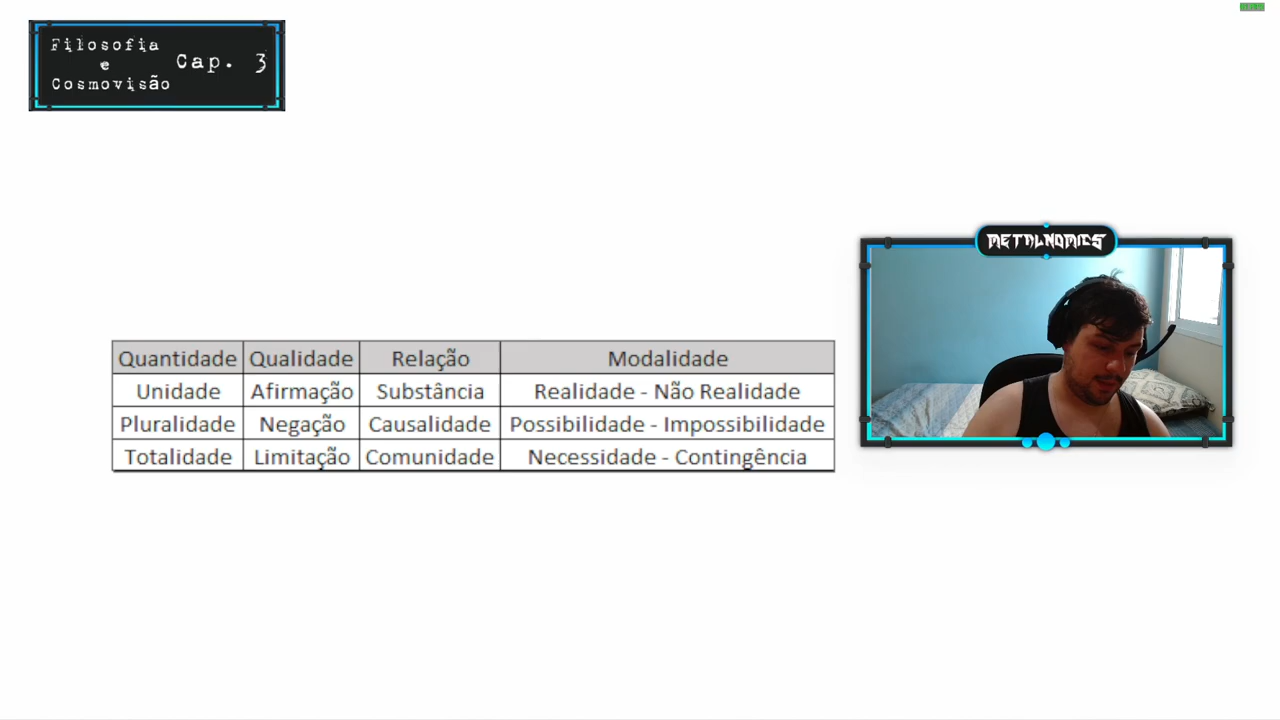 Filosofia
e
Cosmovisão
Cap. 3
METALNOMICS
Quantidade Qualidade Relação Modalidade
Unidade Afirmação Substância Realidade - Não Realidade
Pluralidade Negação Causalidade Possibilidade - Impossibilidade
Totalidade Limitação Comunidade Necessidade - Contingência